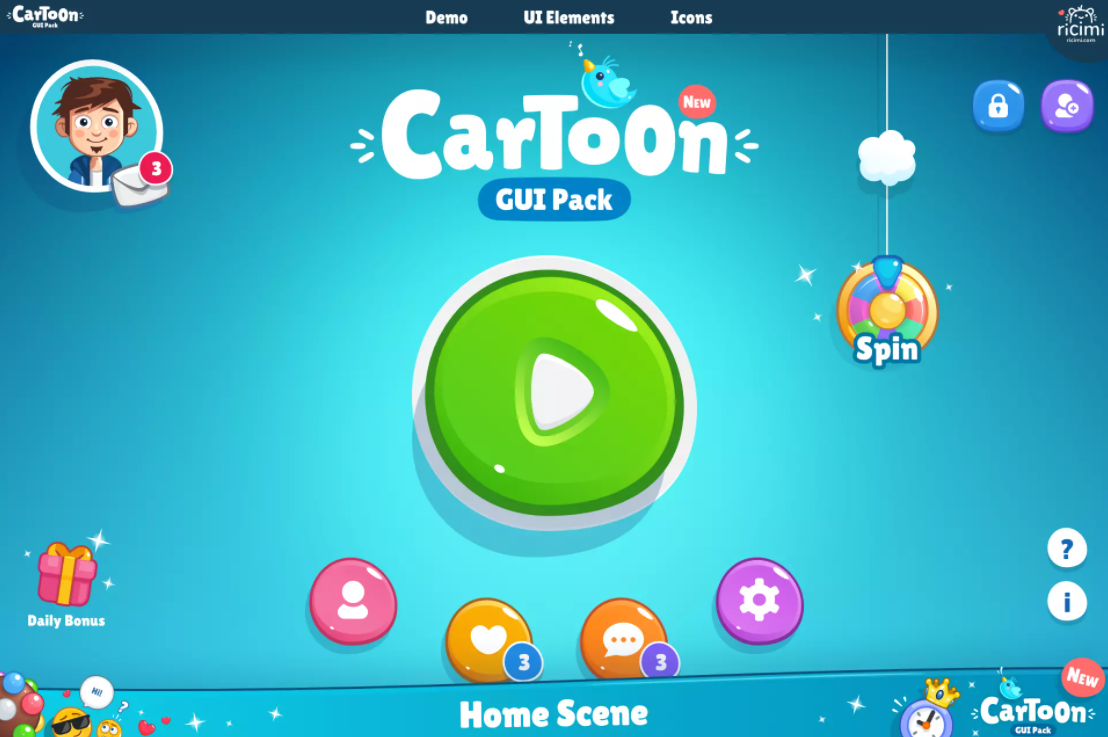 CarToOn
GUI Pack
Demo
UI Elements
Icons
ricimi
ricimi.com
CarToOn
New
GUI Pack
3
Spin
?
i
Daily Bonus
3
3
Hi!
?
Home Scene
New
CarToOn
GUI Pack